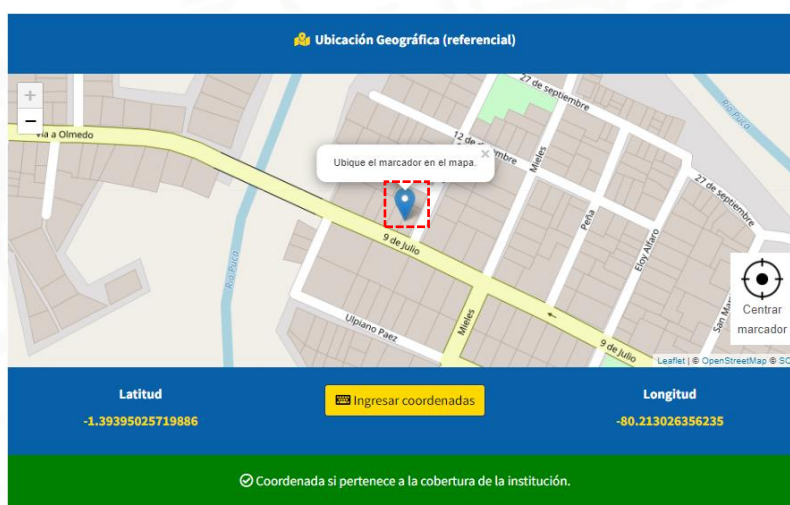 Ubicación Geográfica (referencial)
+
−
Vía a Olmedo
27 de septiembre
Río Puca
12 de
mbre
Ubique el marcador en el mapa.
×
Mieles
27 de septiembre
Peña
9 de Julio
Eloy Alfaro
Río Puca
Centrar
marcador
Ulpiano Paez
Mieles
←
San
9 de Julio
Leaflet | © OpenStreetMap ©
Latitud
Ingresar coordenadas
Longitud
-1.39395025719886
-80.213026356235
Coordenada si pertenece a la cobertura de la institución.